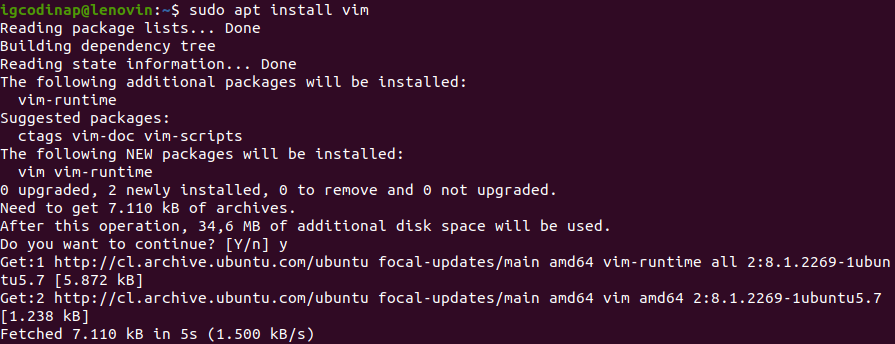 igcodinap@lenovin:~$ sudo apt install vim
Reading package lists... Done
Building dependency tree
Reading state information... Done
The following additional packages will be installed:
  vim-runtime
Suggested packages:
  ctags vim-doc vim-scripts
The following NEW packages will be installed:
  vim vim-runtime
0 upgraded, 2 newly installed, 0 to remove and 0 not upgraded.
Need to get 7.110 kB of archives.
After this operation, 34,6 MB of additional disk space will be used.
Do you want to continue? [Y/n] y
Get:1 http://cl.archive.ubuntu.com/ubuntu focal-updates/main amd64 vim-runtime all 2:8.1.2269-1ubun
tu5.7 [5.872 kB]
Get:2 http://cl.archive.ubuntu.com/ubuntu focal-updates/main amd64 vim amd64 2:8.1.2269-1ubuntu5.7
[1.238 kB]
Fetched 7.110 kB in 5s (1.500 kB/s)